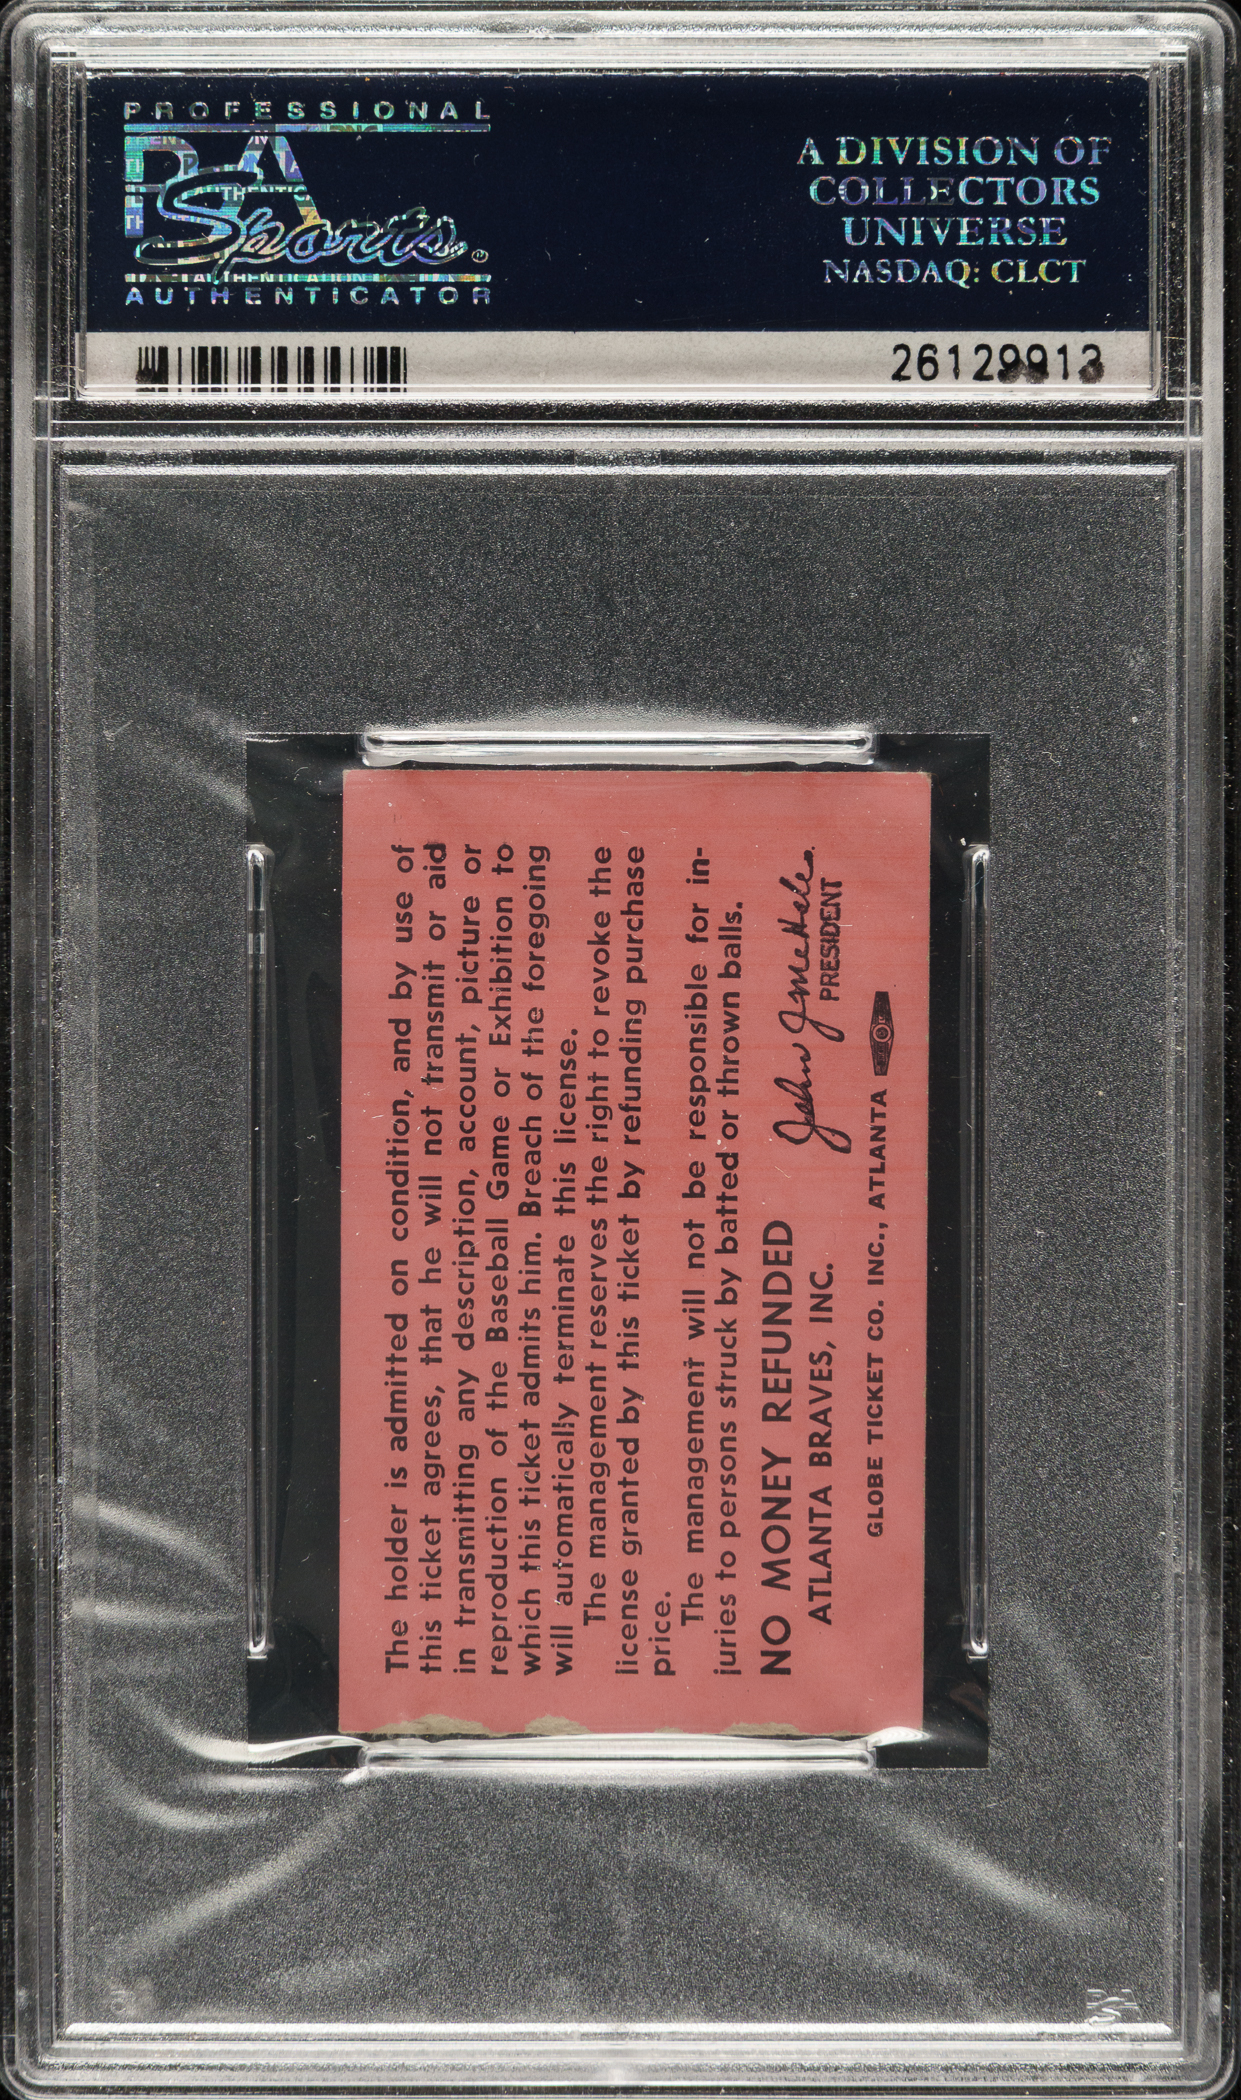 PROFESSIONAL
PSA
Sports®
AUTHENTICATOR
A DIVISION OF
COLLECTORS
UNIVERSE
NASDAQ: CLCT
26129913
The holder is admitted on condition, and by use of
this ticket agrees, that he will not transmit or aid
in transmitting any description, account, picture or
reproduction of the Baseball Game or Exhibition to
which this ticket admits him. Breach of the foregoing
will automatically terminate this license.
The management reserves the right to revoke the
license granted by this ticket by refunding purchase
price.
The management will not be responsible for in-
juries to persons struck by batted or thrown balls.
NO MONEY REFUNDED
John J McHale
ATLANTA BRAVES, INC.
PRESIDENT
GLOBE TICKET CO. INC., ATLANTA
PSA